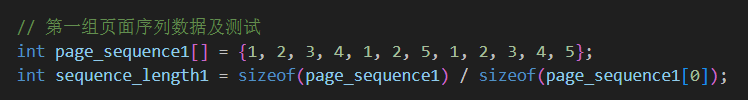 // 第一组页面序列数据及测试
int page_sequence1[] = {1, 2, 3, 4, 1, 2, 5, 1, 2, 3, 4, 5};
int sequence_length1 = sizeof(page_sequence1) / sizeof(page_sequence1[0]);